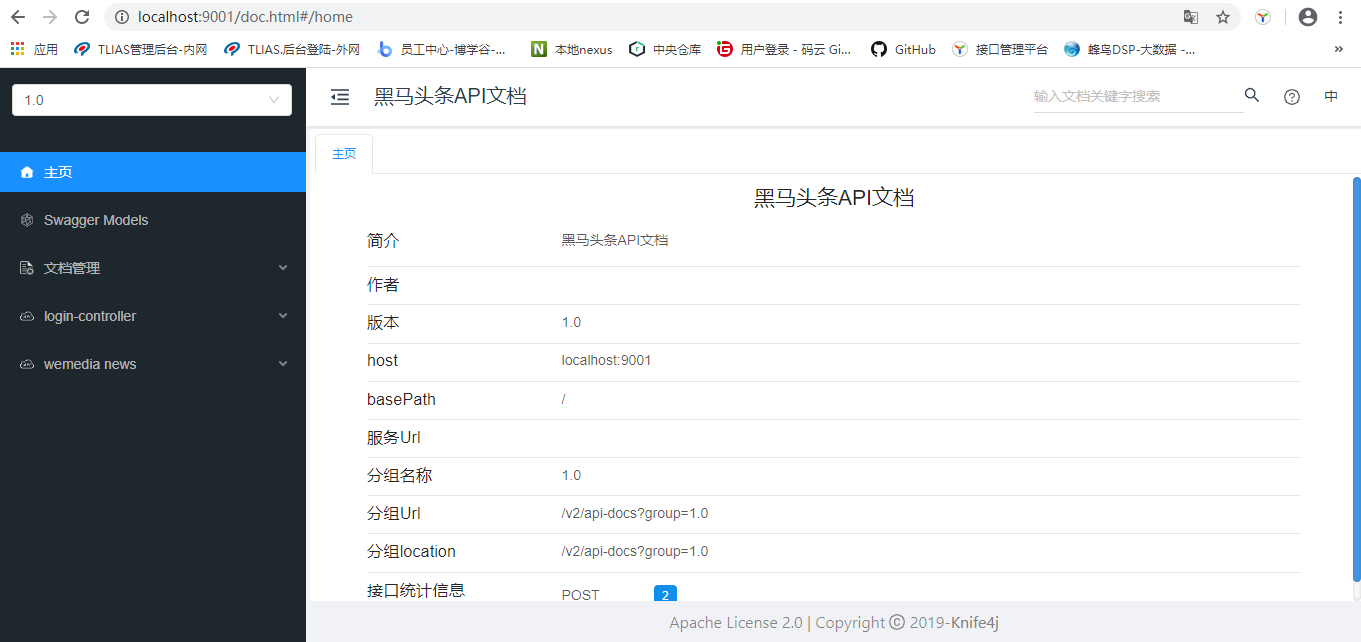 localhost:9001/doc.html#/home
应用 TLIAS管理后台-内网 TLIAS.后台登陆-外网 员工中心-博学谷-... 本地nexus 中央仓库 用户登录 - 码云 Gi... GitHub 接口管理平台 蜂鸟DSP-大数据 -... »
1.0
黑马头条API文档
输入文档关键字搜索
中
主页
Swagger Models
文档管理
login-controller
wemedia news
主页
黑马头条API文档
简介 黑马头条API文档
作者
版本 1.0
host localhost:9001
basePath /
服务Url
分组名称 1.0
分组Url /v2/api-docs?group=1.0
分组location /v2/api-docs?group=1.0
接口统计信息 POST 2
Apache License 2.0 | Copyright © 2019-Knife4j